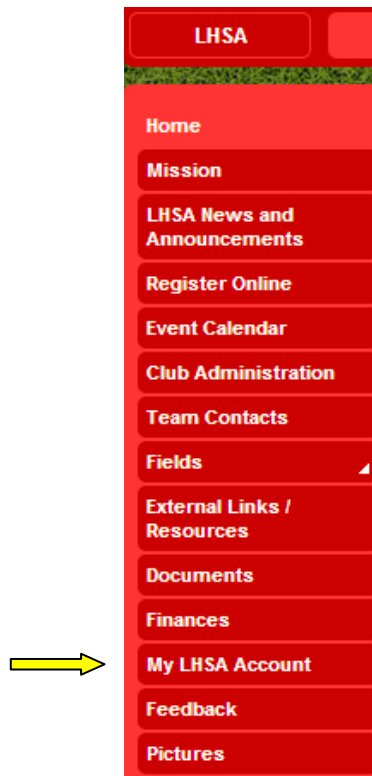 LHSA
Home
Mission
LHSA News and
Announcements
Register Online
Event Calendar
Club Administration
Team Contacts
Fields
External Links /
Resources
Documents
Finances
My LHSA Account
Feedback
Pictures